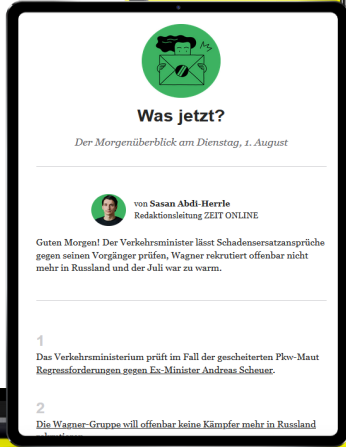 Was jetzt?
Der Morgenüberblick am Dienstag, 1. August
von Sasan Abdi-Herrle
Redaktionsleitung ZEIT ONLINE
Guten Morgen! Der Verkehrsminister lässt Schadensersatzansprüche
gegen seinen Vorgänger prüfen, Wagner rekrutiert offenbar nicht
mehr in Russland und der Juli war zu warm.
1
Das Verkehrsministerium prüft im Fall der gescheiterten Pkw-Maut
Regressforderungen gegen Ex-Minister Andreas Scheuer.
2
Die Wagner-Gruppe will offenbar keine Kämpfer mehr in Russland